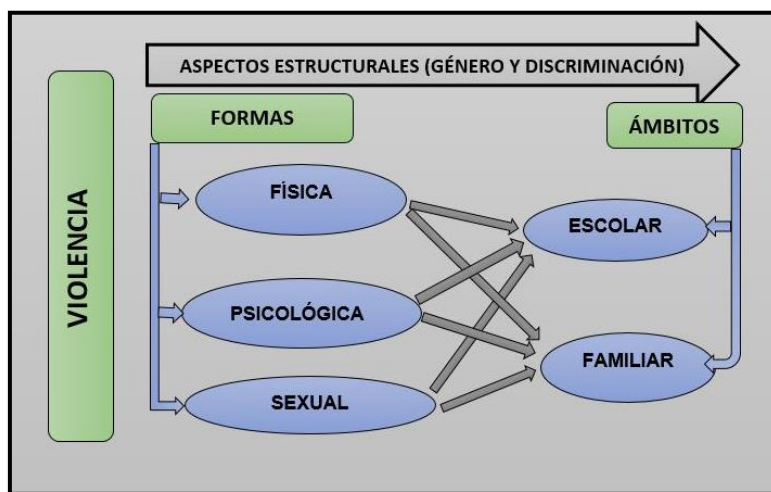 ASPECTOS ESTRUCTURALES (GÉNERO Y DISCRIMINACIÓN)
VIOLENCIA
FORMAS
ÁMBITOS
FÍSICA
ESCOLAR
PSICOLÓGICA
FAMILIAR
SEXUAL